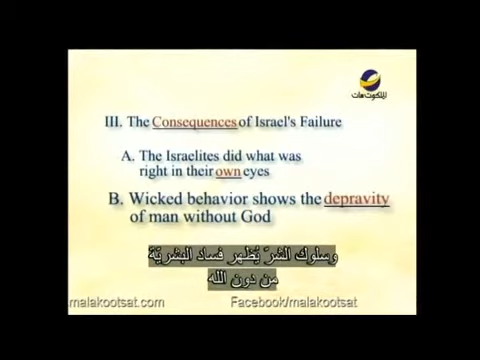 ملكوت سات
III. The Consequences of Israel's Failure
A. The Israelites did what was
right in their own eyes
B. Wicked behavior shows the depravity
of man without God
وسلوك الشرّ يُظهر فساد البشريّة
من دون الله
malakootsat.com Facebook/malakootsat